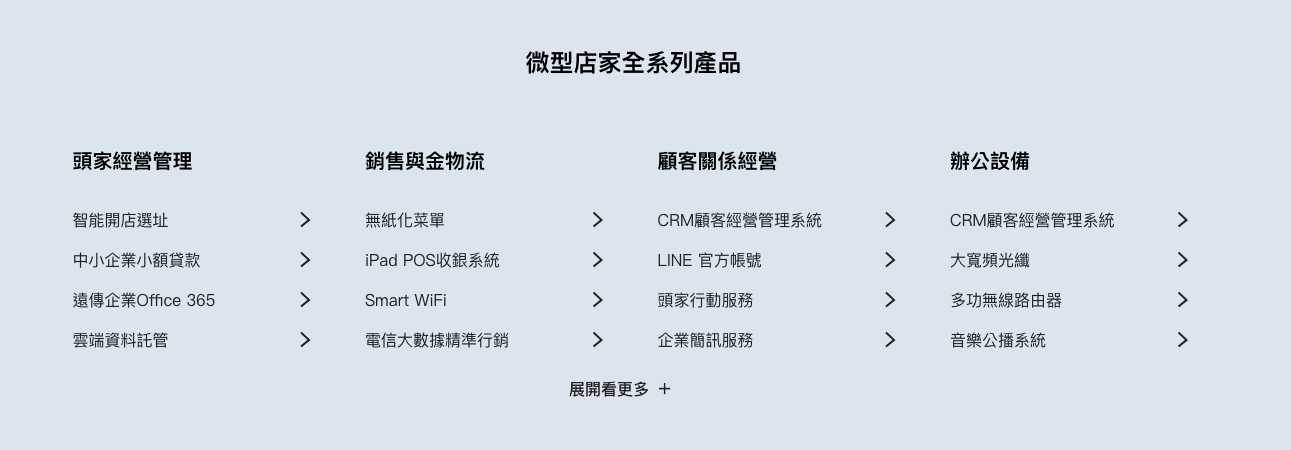 微型店家全系列產品
頭家經營管理
智能開店選址
中小企業小額貸款
遠傳企業Office 365
雲端資料託管
銷售與金物流
無紙化菜單
iPad POS收銀系統
Smart WiFi
電信大數據精準行銷
顧客關係經營
CRM顧客經營管理系統
LINE 官方帳號
頭家行動服務
企業簡訊服務
辦公設備
CRM顧客經營管理系統
大寬頻光纖
多功無線路由器
音樂公播系統
展開看更多 +